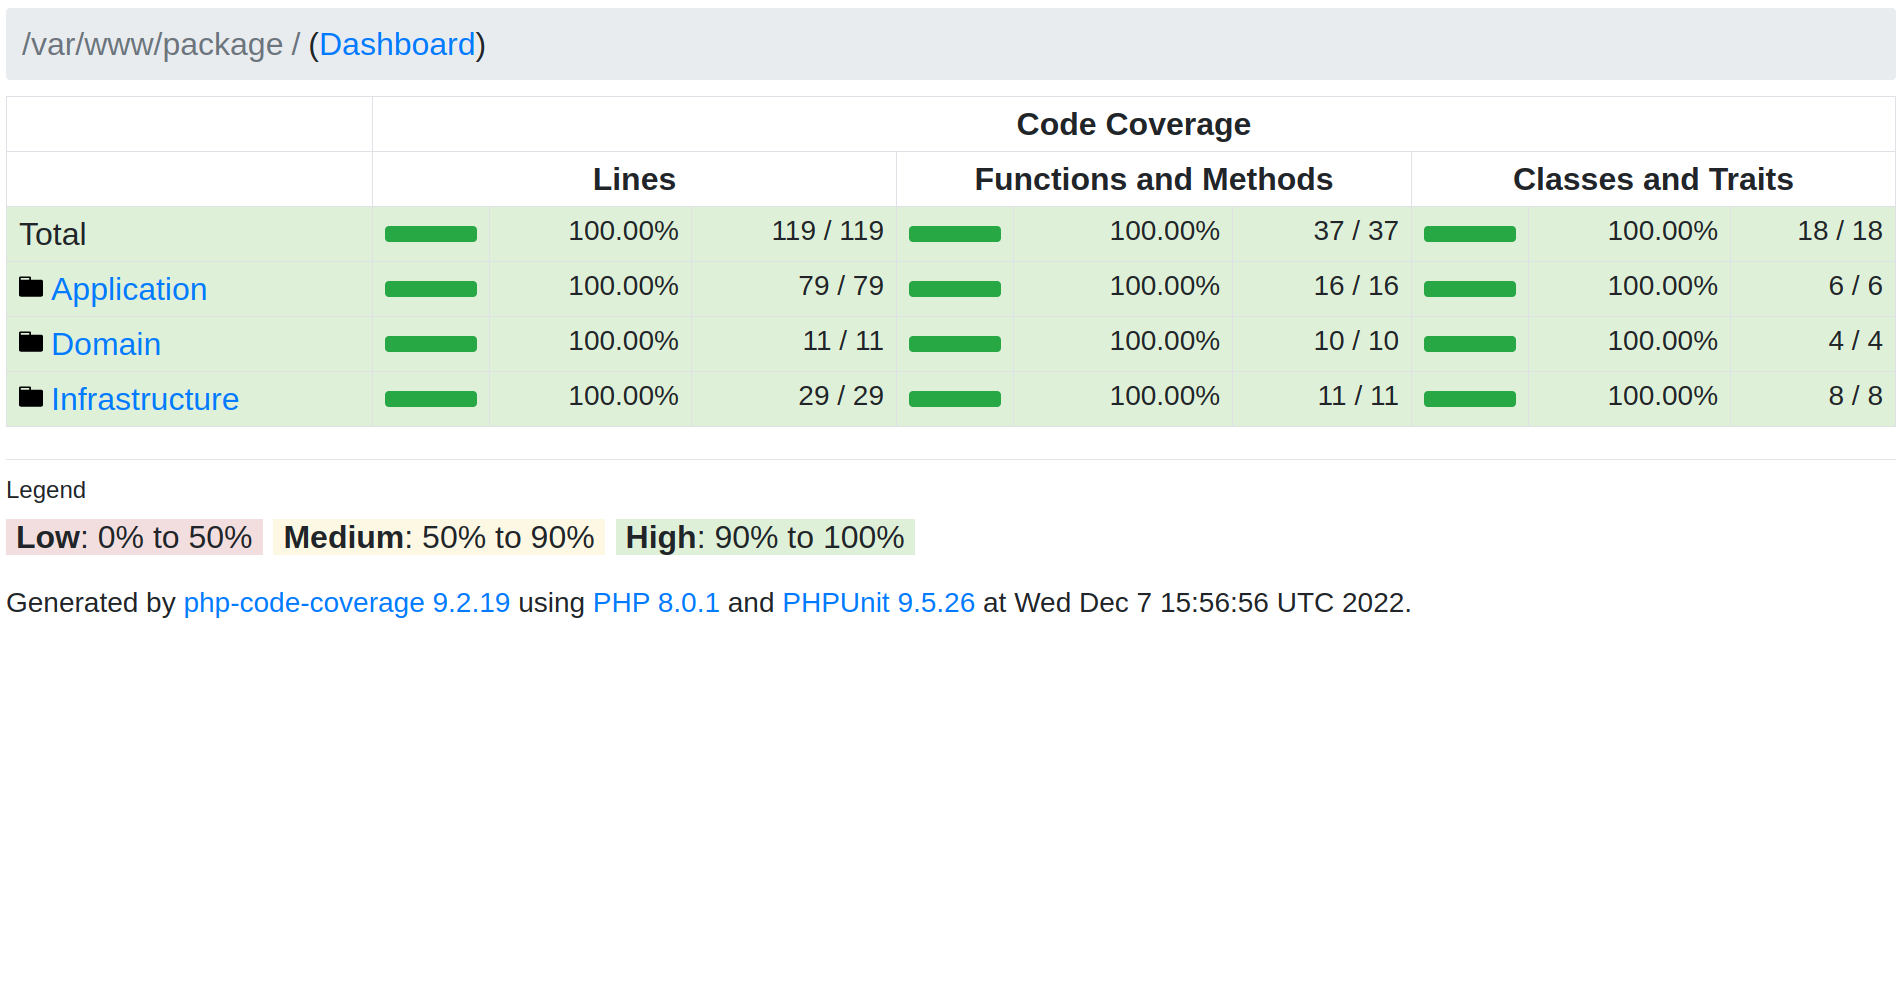 /var/www/package / (Dashboard)
Code Coverage
Lines Functions and Methods Classes and Traits
Total 100.00% 119 / 119 100.00% 37 / 37 100.00% 18 / 18
Application 100.00% 79 / 79 100.00% 16 / 16 100.00% 6 / 6
Domain 100.00% 11 / 11 100.00% 10 / 10 100.00% 4 / 4
Infrastructure 100.00% 29 / 29 100.00% 11 / 11 100.00% 8 / 8
Legend
Low: 0% to 50% Medium: 50% to 90% High: 90% to 100%
Generated by php-code-coverage 9.2.19 using PHP 8.0.1 and PHPUnit 9.5.26 at Wed Dec 7 15:56:56 UTC 2022.